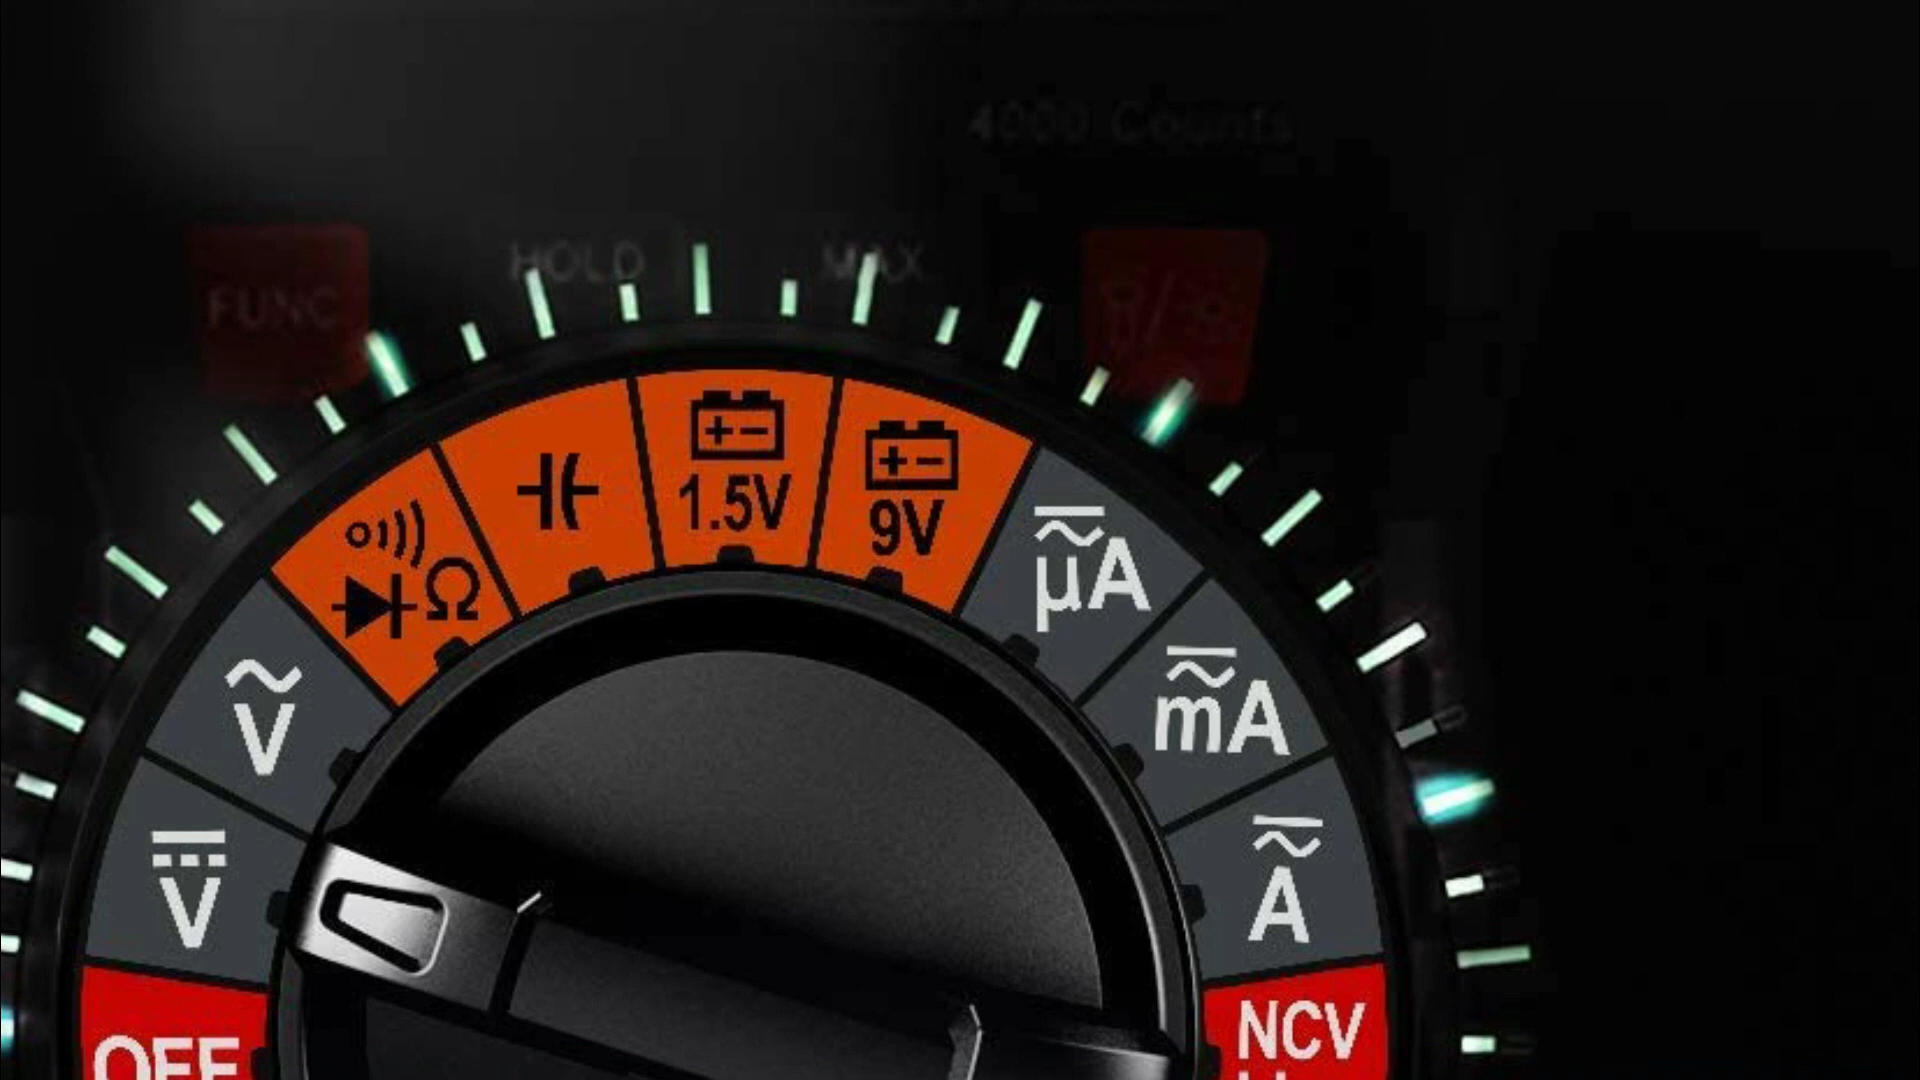 4000 Counts
FUNC
HOLD
MAX
1.5V
9V
Ω
µA
mA
V
V
A
OFF
NCV